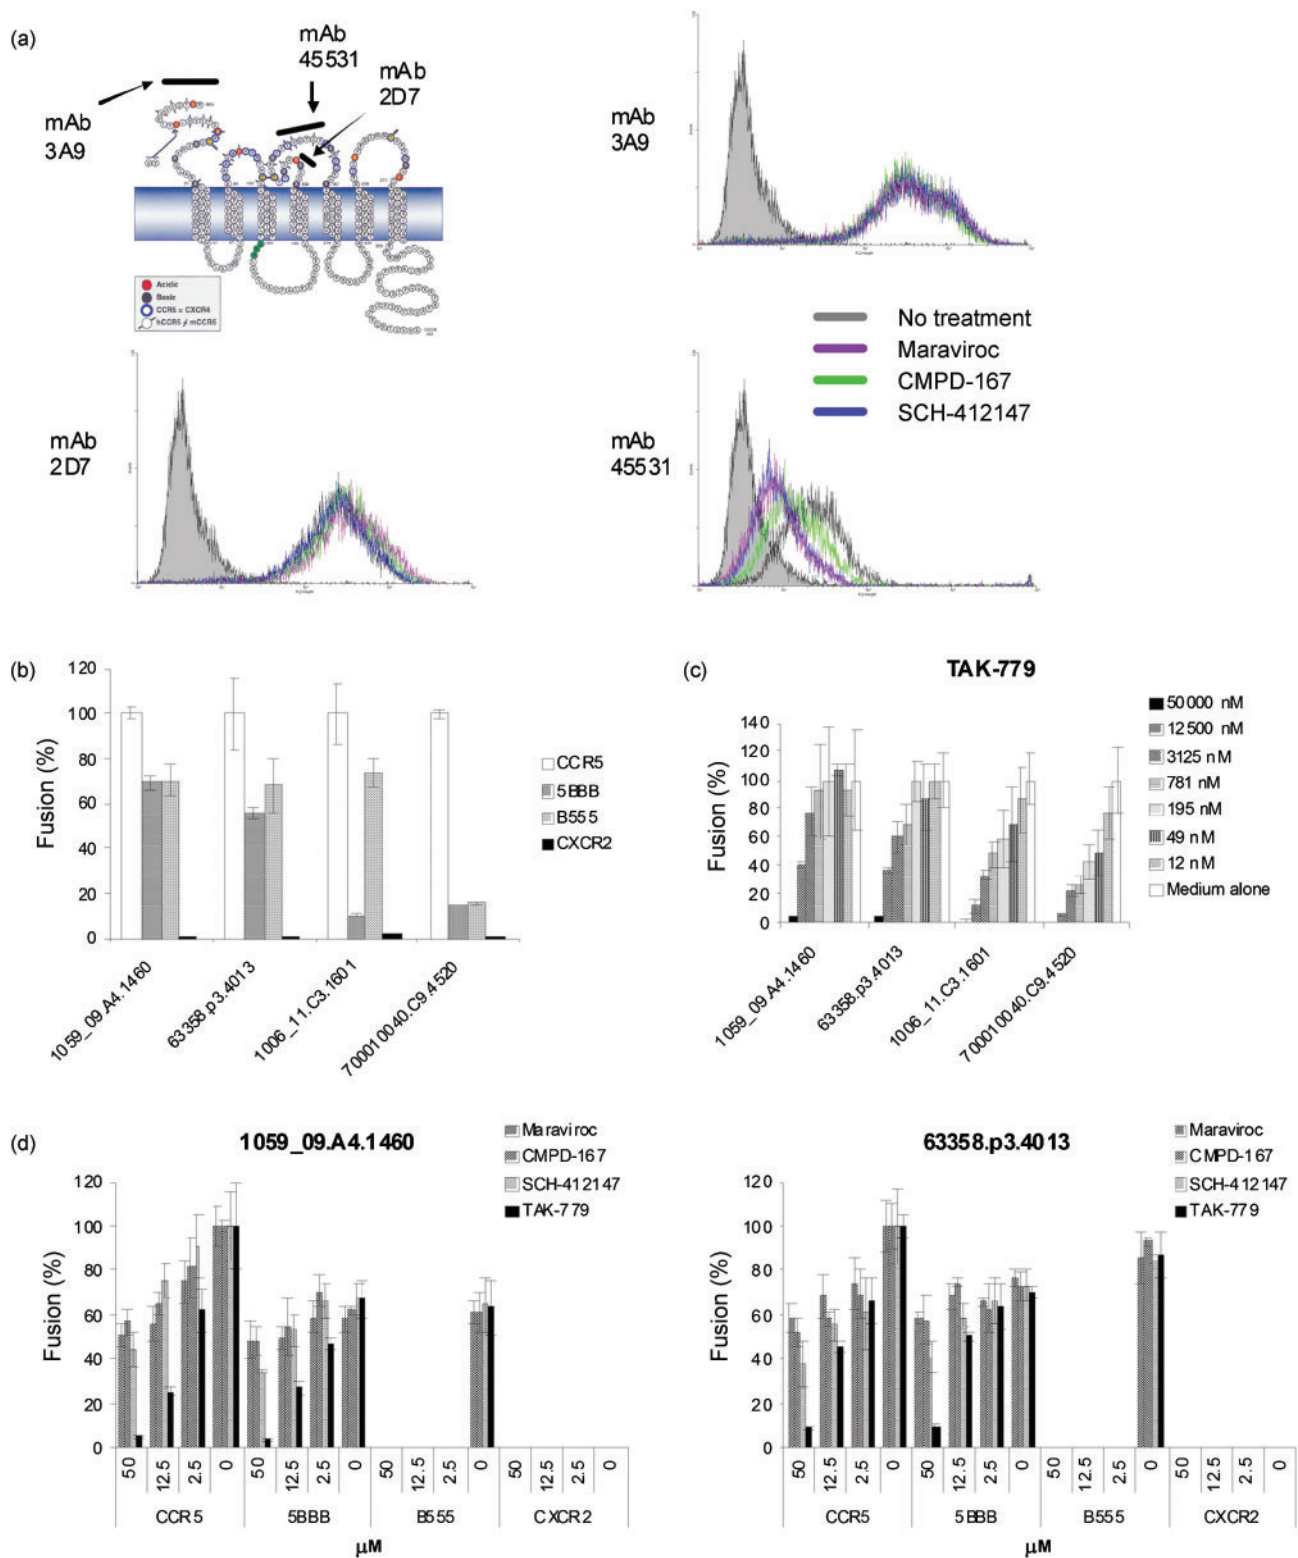 (a)
mAb
45531
mAb
2D7
mAb
3A9
Acidic
Basic
CCR5 = CXCR4
hCCR5 ≠ mCCR5
mAb
3A9
No treatment
Maraviroc
CMPD-167
SCH-412147
mAb
2D7
mAb
45531
(b)
Fusion (%)
120
100
80
60
40
20
0
CCR5
5BBB
B555
CXCR2
1059_09.A4.1460
63358.p3.4013
1006_11.C3.1601
700010040.C9.4520
(c)
TAK-779
Fusion (%)
140
120
100
80
60
40
20
0
50000 nM
12500 nM
3125 nM
781 nM
195 nM
49 nM
12 nM
Medium alone
1059_09.A4.1460
63358.p3.4013
1006_11.C3.1601
700010040.C9.4520
(d)
1059_09.A4.1460
Maraviroc
CMPD-167
SCH-412147
TAK-779
Fusion (%)
120
100
80
60
40
20
0
50 12.5 2.5 0 50 12.5 2.5 0 50 12.5 2.5 0 50 12.5 2.5 0
CCR5 5BBB B555 CXCR2
µM
63358.p3.4013
Maraviroc
CMPD-167
SCH-412147
TAK-779
Fusion (%)
120
100
80
60
40
20
0
50 12.5 2.5 0 50 12.5 2.5 0 50 12.5 2.5 0 50 12.5 2.5 0
CCR5 5BBB B555 CXCR2
µM